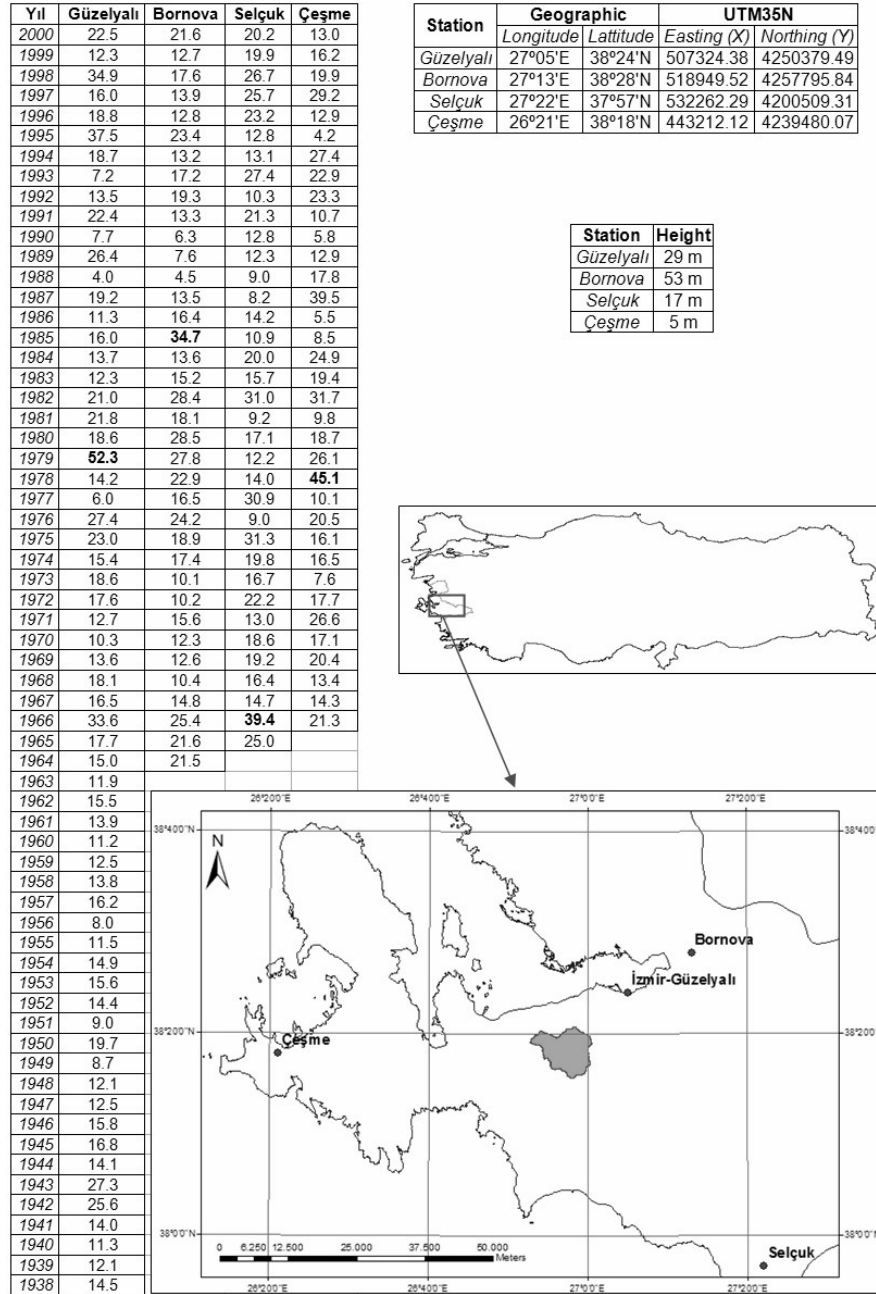 Yıl Güzelyalı Bornova Selçuk Çeşme
2000 22.5 21.6 20.2 13.0
1999 12.3 12.7 19.9 16.2
1998 34.9 17.6 26.7 19.9
1997 16.0 13.9 25.7 29.2
1996 18.8 12.8 23.2 12.9
1995 37.5 23.4 12.8 4.2
1994 18.7 13.2 13.1 27.4
1993 7.2 17.2 27.4 22.9
1992 13.5 19.3 10.3 23.3
1991 22.4 13.3 21.3 10.7
1990 7.7 6.3 12.8 5.8
1989 26.4 7.6 12.3 12.9
1988 4.0 4.5 9.0 17.8
1987 19.2 13.5 8.2 39.5
1986 11.3 16.4 14.2 5.5
1985 16.0 34.7 10.9 8.5
1984 13.7 13.6 20.0 24.9
1983 12.3 15.2 15.7 19.4
1982 21.0 28.4 31.0 31.7
1981 21.8 18.1 9.2 9.8
1980 18.6 28.5 17.1 18.7
1979 52.3 27.8 12.2 26.1
1978 14.2 22.9 14.0 45.1
1977 6.0 16.5 30.9 10.1
1976 27.4 24.2 9.0 20.5
1975 23.0 18.9 31.3 16.1
1974 15.4 17.4 19.8 16.5
1973 18.6 10.1 16.7 7.6
1972 17.6 10.2 22.2 17.7
1971 12.7 15.6 13.0 26.6
1970 10.3 12.3 18.6 17.1
1969 13.6 12.6 19.2 20.4
1968 18.1 10.4 16.4 13.4
1967 16.5 14.8 14.7 14.3
1966 33.6 25.4 39.4 21.3
1965 17.7 21.6 25.0
1964 15.0 21.5
1963 11.9
1962 15.5
1961 13.9
1960 11.2
1959 12.5
1958 13.8
1957 16.2
1956 8.0
1955 11.5
1954 14.9
1953 15.6
1952 14.4
1951 9.0
1950 19.7
1949 8.7
1948 12.1
1947 12.5
1946 15.8
1945 16.8
1944 14.1
1943 27.3
1942 25.6
1941 14.0
1940 11.3
1939 12.1
1938 14.5
Station Geographic UTM35N
Longitude Lattitude Easting (X) Northing (Y)
Güzelyalı 27º05'E 38º24'N 507324.38 4250379.49
Bornova 27º13'E 38º28'N 518949.52 4257795.84
Selçuk 27º22'E 37º57'N 532262.29 4200509.31
Çeşme 26º21'E 38º18'N 443212.12 4239480.07
Station Height
Güzelyalı 29 m
Bornova 53 m
Selçuk 17 m
Çeşme 5 m
26°20'0"E 26°40'0"E 27°0'0"E 27°20'0"E
38°40'0"N 38°40'0"N
N
Bornova
İzmir-Güzelyalı
38°20'0"N 38°20'0"N
Çeşme
38°0'0"N 38°0'0"N
0 6.250 12.500 25.000 37.500 50.000
Meters
Selçuk
26°20'0"E 26°40'0"E 27°0'0"E 27°20'0"E